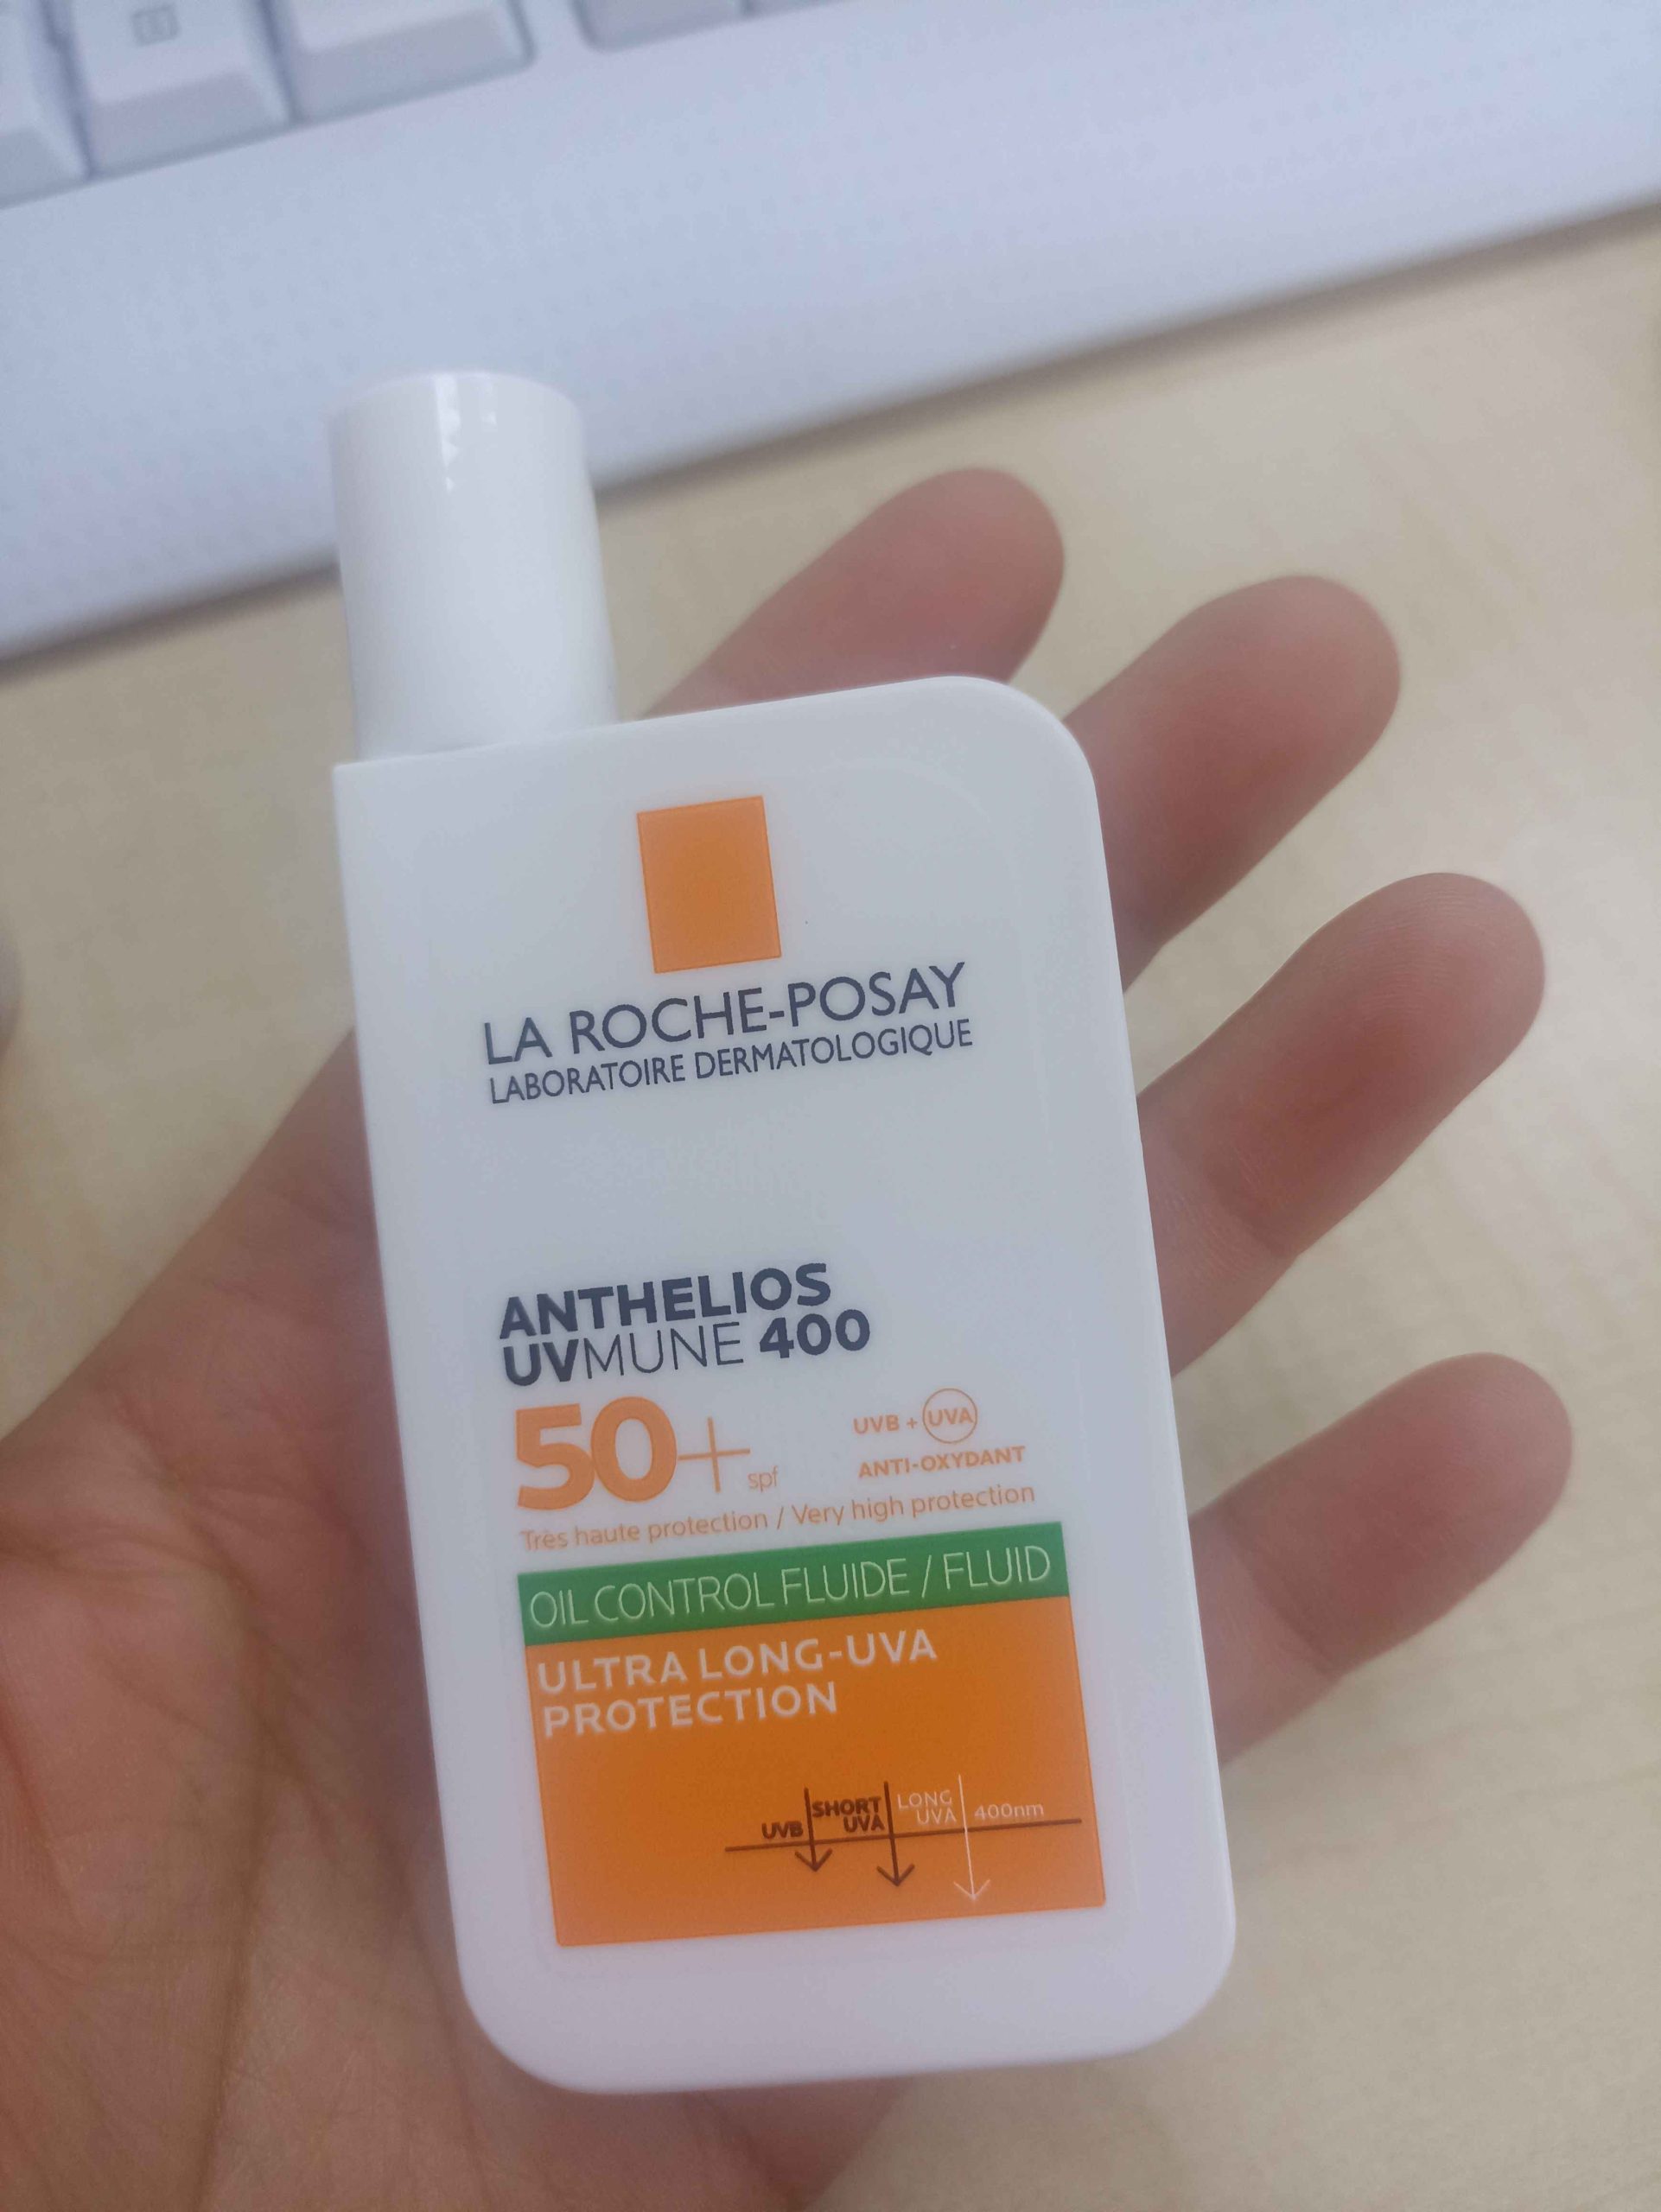 LA ROCHE-POSAY
LABORATOIRE DERMATOLOGIQUE
ANTHELIOS
UVMUNE 400
50+ spf
UVB + UVA
ANTI-OXYDANT
Très haute protection / Very high protection
OIL CONTROL FLUIDE / FLUID
ULTRA LONG-UVA
PROTECTION
UVB
SHORT
UVA
LONG
UVA
400nm